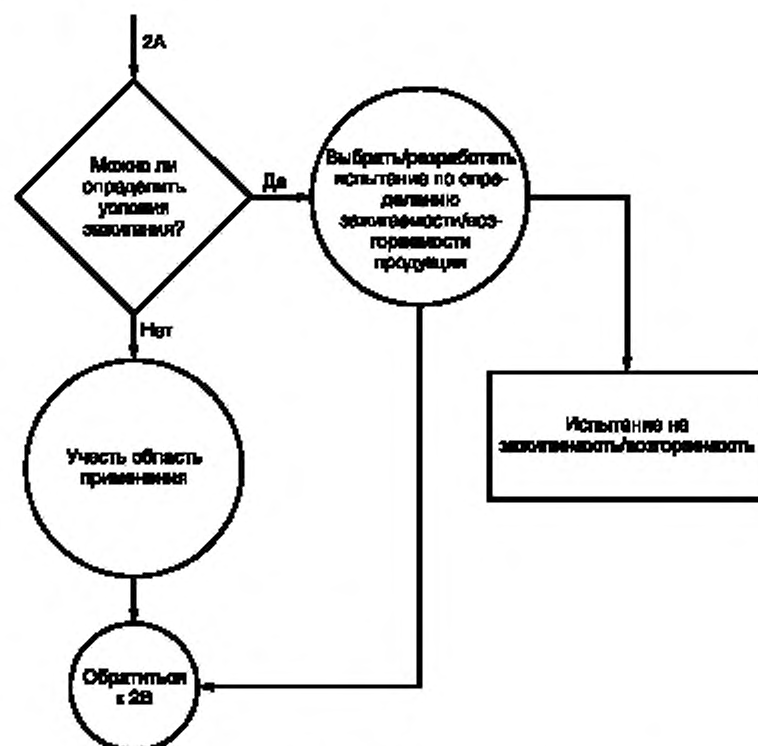 2А
Можно ли
определить
условия
зажигания?
Да
Выбрать/разработать
испытание по опре-
делению
зажигаемости/воз-
гораемости
продукции
Нет
Учесть область
применения
Испытание на
зажигаемость/возгораемость
Обратиться
к 2В